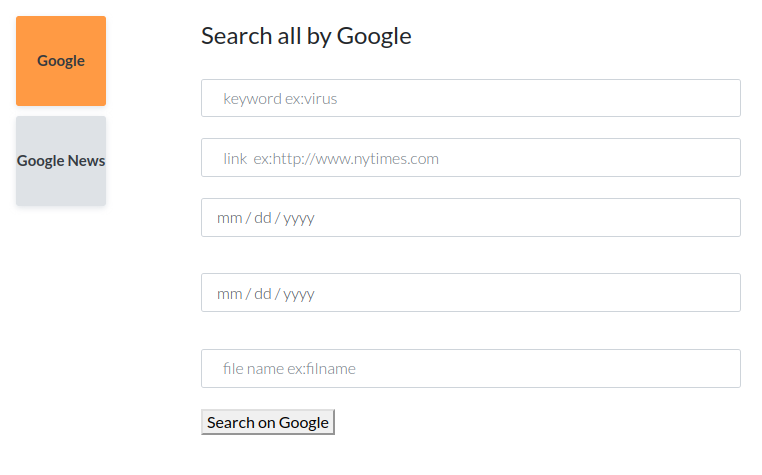 Google
Google News
Search all by Google
keyword ex:virus
link ex:http://www.nytimes.com
mm / dd / yyyy
mm / dd / yyyy
file name ex:filname
Search on Google